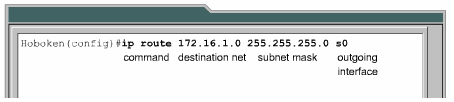 Hoboken(config)#ip route 172.16.1.0 255.255.255.0 s0
command destination net subnet mask outgoing
interface